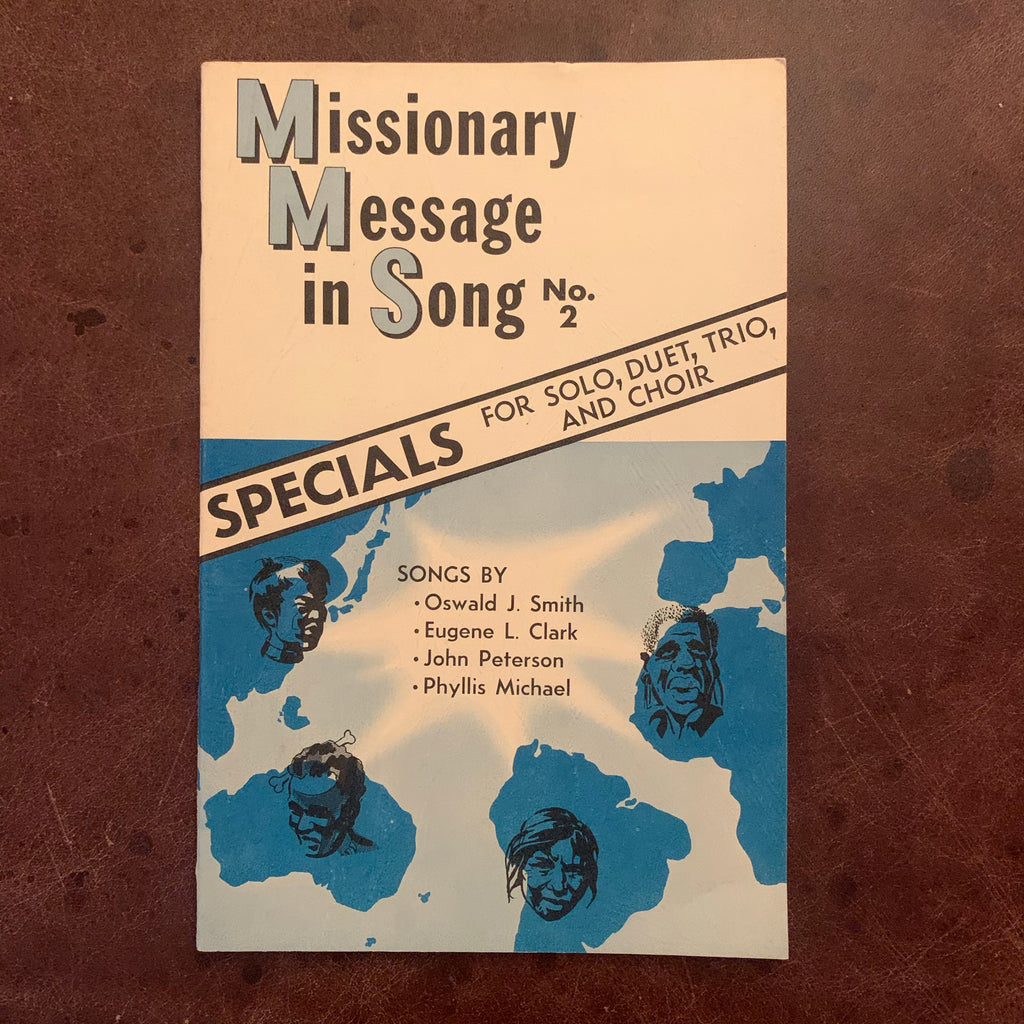 Missionary
Message
in Song No.
2
SPECIALS FOR SOLO, DUET, TRIO,
AND CHOIR
SONGS BY
• Oswald J. Smith
• Eugene L. Clark
• John Peterson
• Phyllis Michael